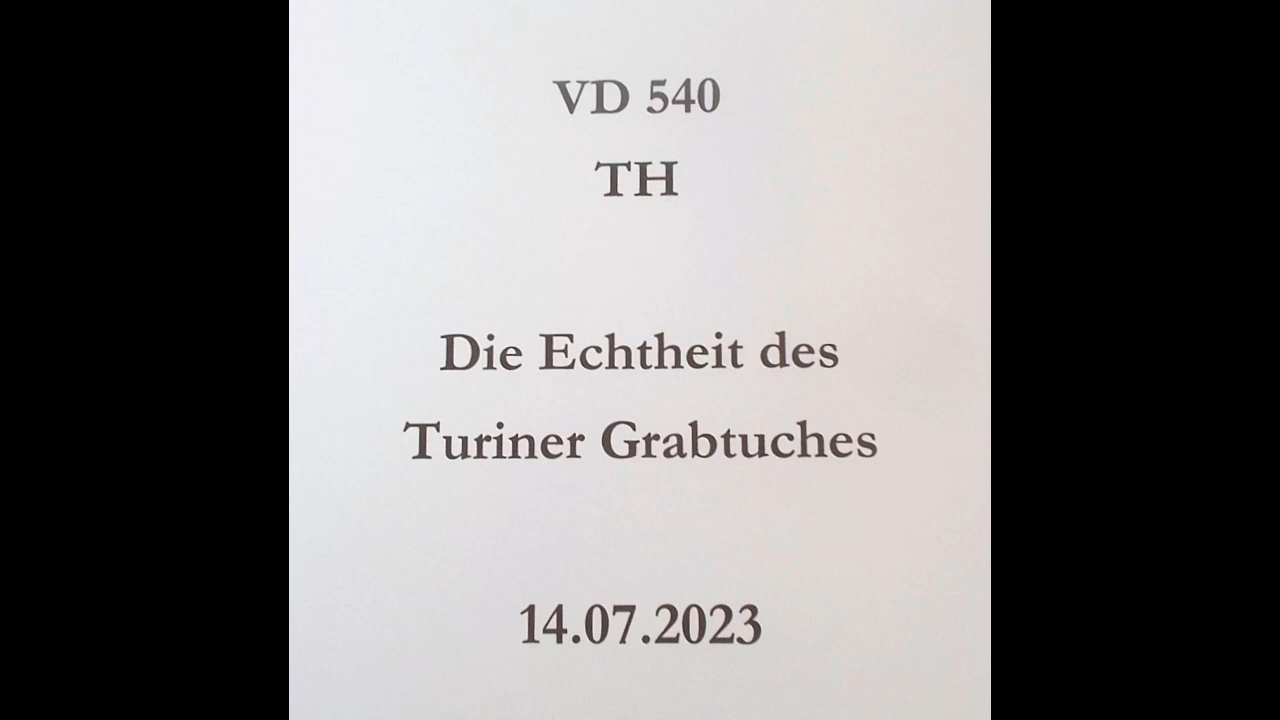 VD 540
TH
Die Echtheit des
Turiner Grabtuches
14.07.2023